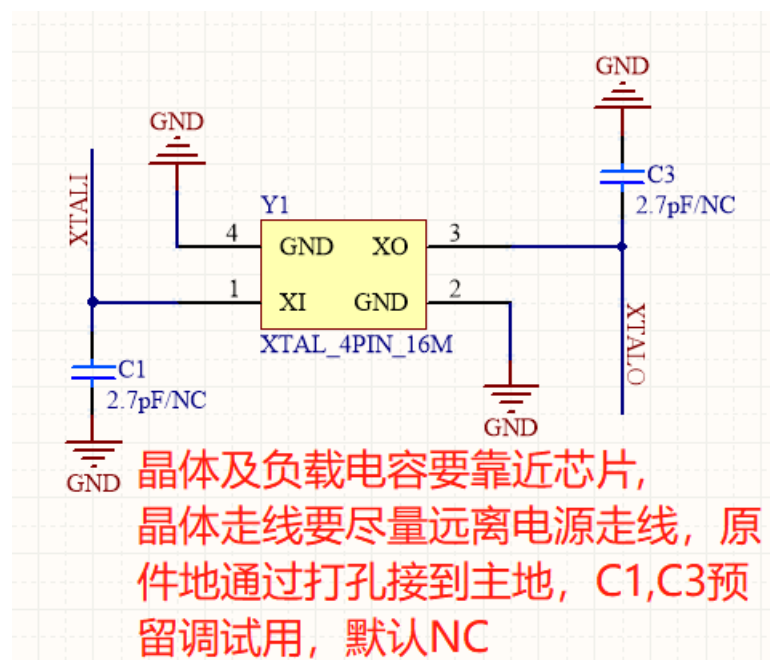 GND
GND
C3
XTALI
Y1
2.7pF/NC
4
GND
XO
3
1
XI
GND
2
XTAL_4PIN_16M
XTALO
C1
2.7pF/NC
GND
GND
晶体及负载电容要靠近芯片,
晶体走线要尽量远离电源走线，原
件地通过打孔接到主地，C1,C3预
留调试用，默认NC